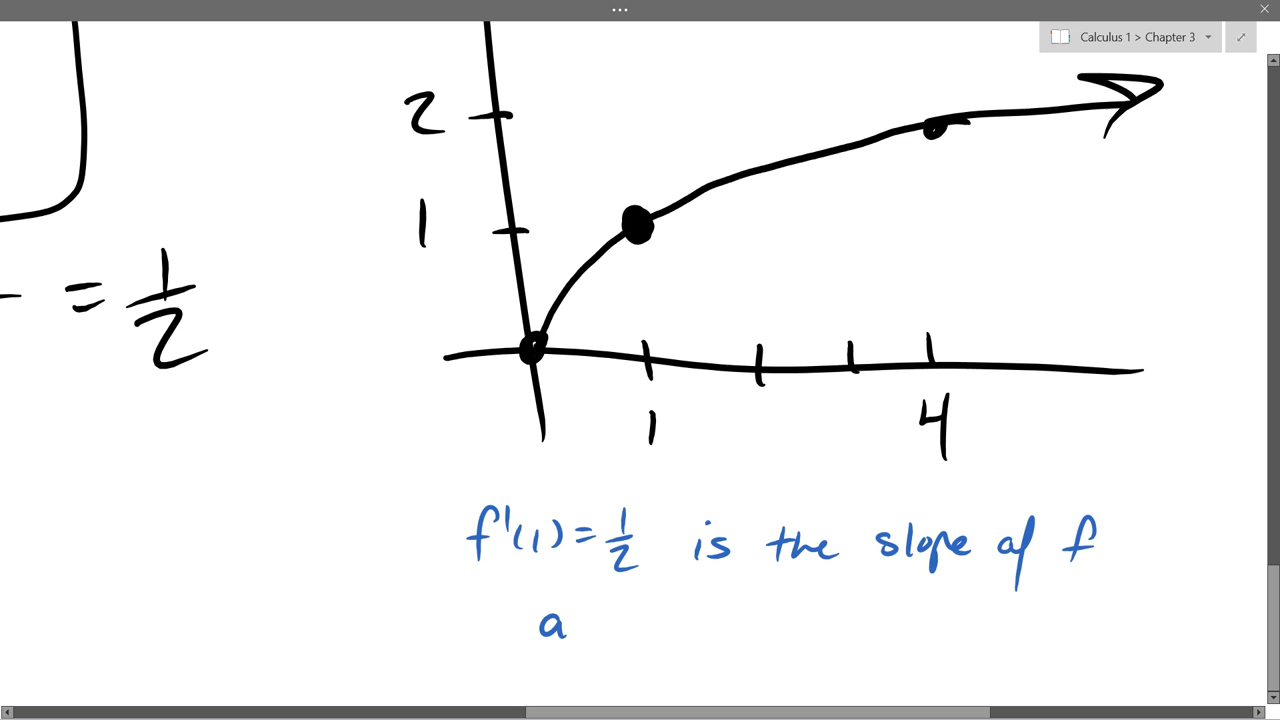 Calculus 1 > Chapter 3
2
1
= 1/2
1
4
f'(1) = 1/2 is the slope of f
a